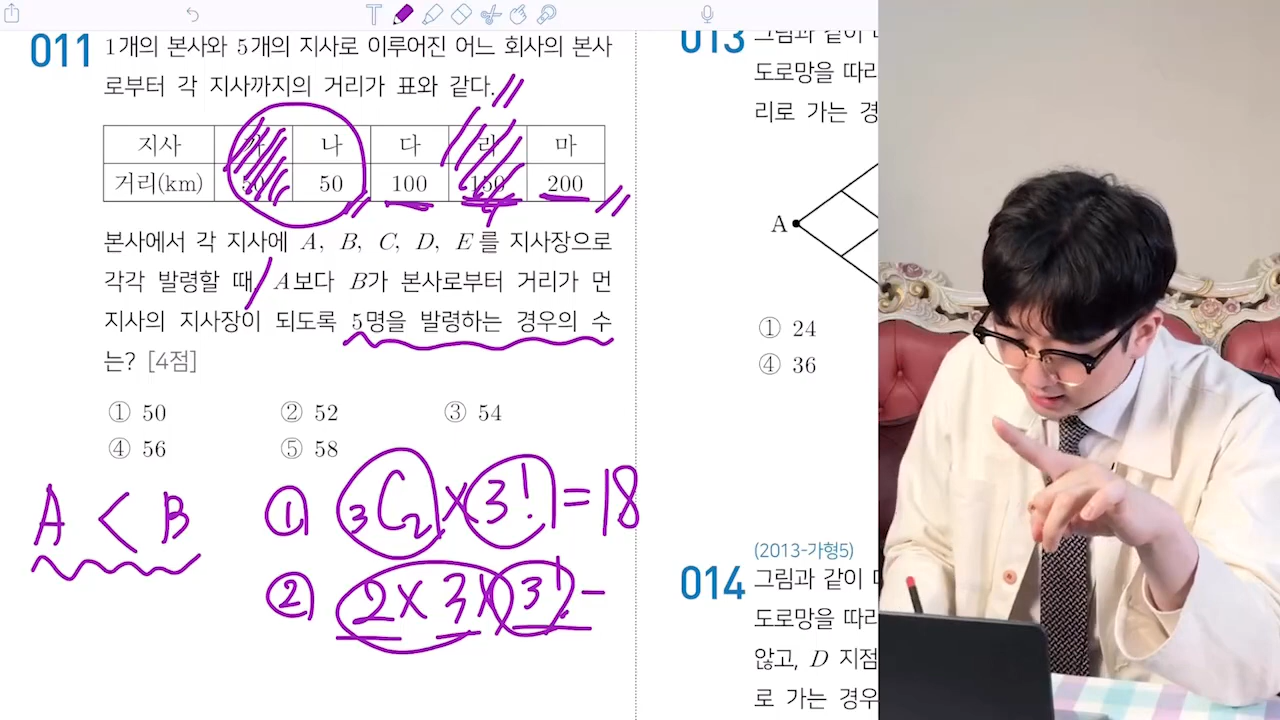 011 1개의 본사와 5개의 지사로 이루어진 어느 회사의 본사
로부터 각 지사까지의 거리가 표와 같다.
지사 가 나 다 라 마
거리(km) 50 50 100 150 200
본사에서 각 지사에 A, B, C, D, E를 지사장으로
각각 발령할 때, A보다 B가 본사로부터 거리가 먼
지사의 지사장이 되도록 5명을 발령하는 경우의 수
는? [4점]
① 50 ② 52 ③ 54
④ 56 ⑤ 58
A < B
① ₃C₂ × 3! = 18
② 2 × 3 × 3! -
013 그림과 같이
도로망을 따라
리로 가는 경
A
① 24
④ 36
(2013-가형5)
014 그림과 같이
도로망을 따라
않고, D 지점
로 가는 경우